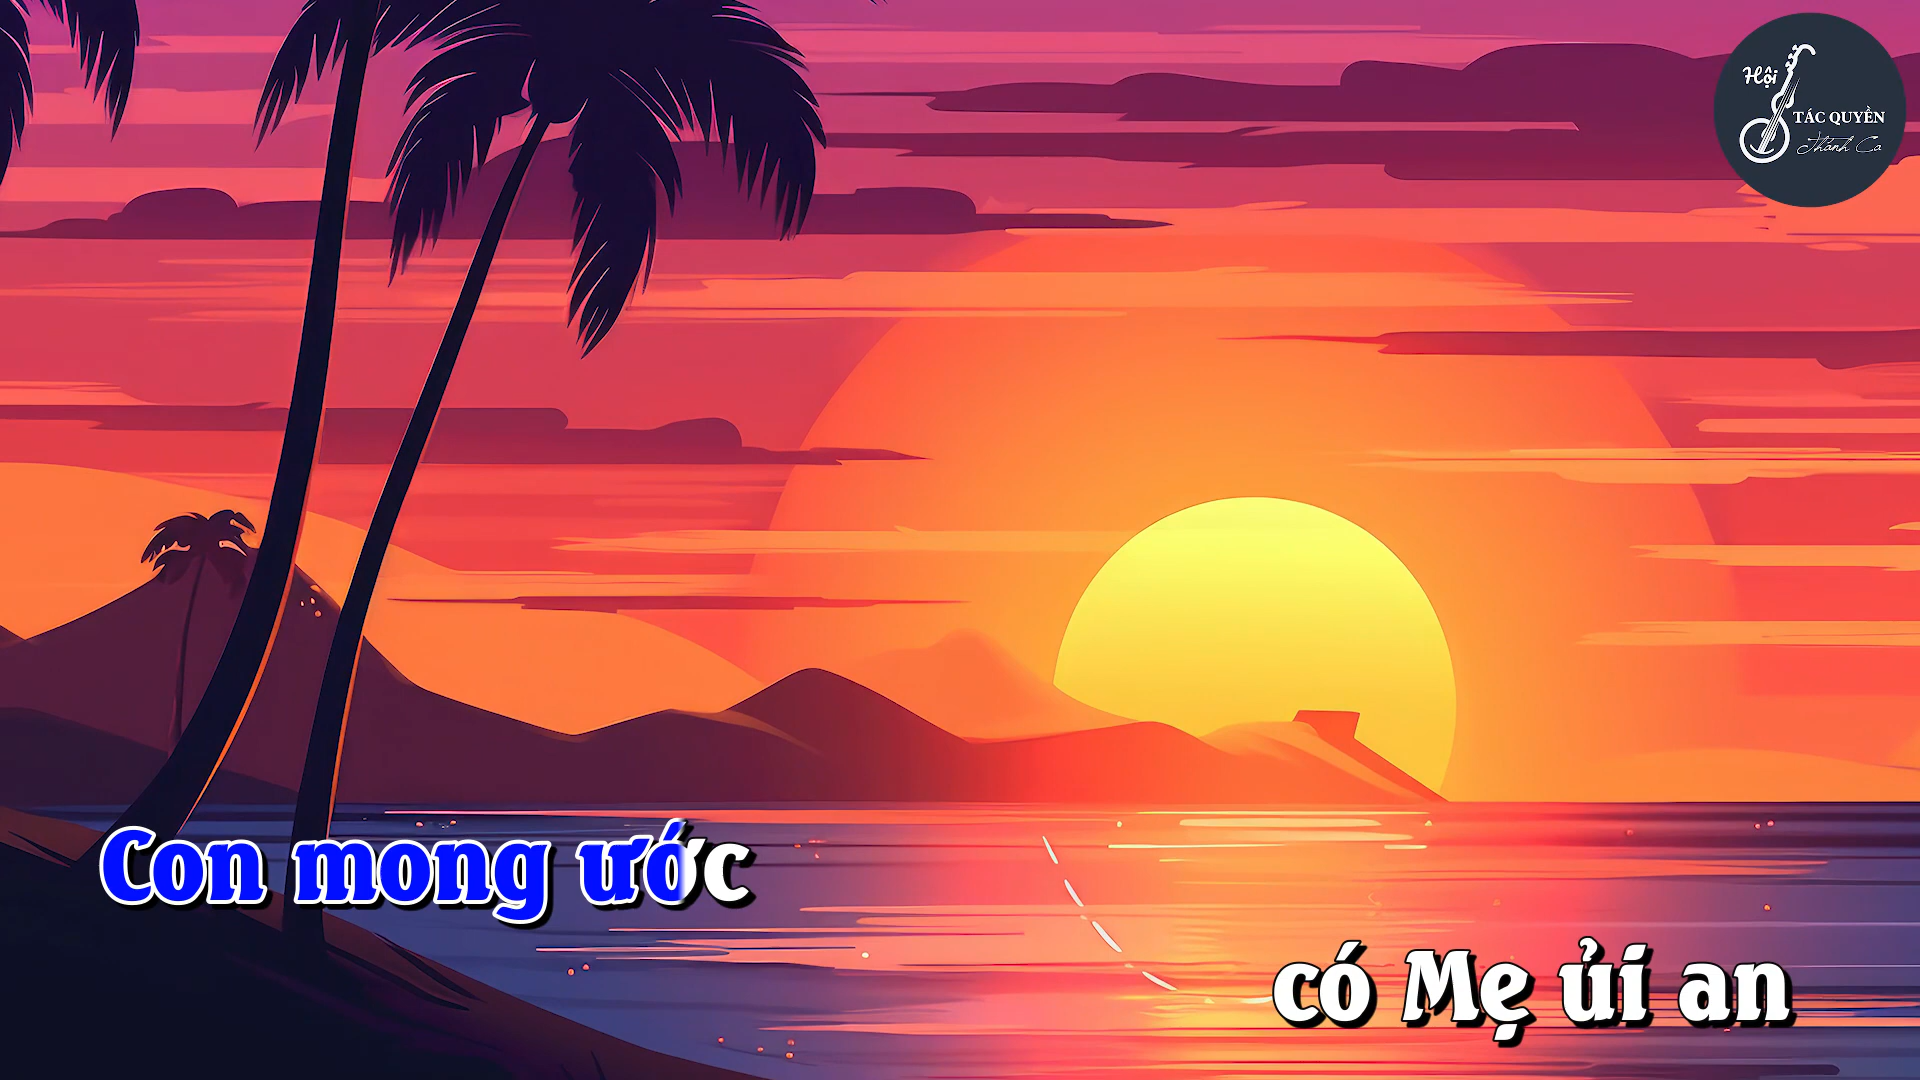 Hội
TÁC QUYỀN
Thánh Ca
Con mong ước
có Mẹ ủi an